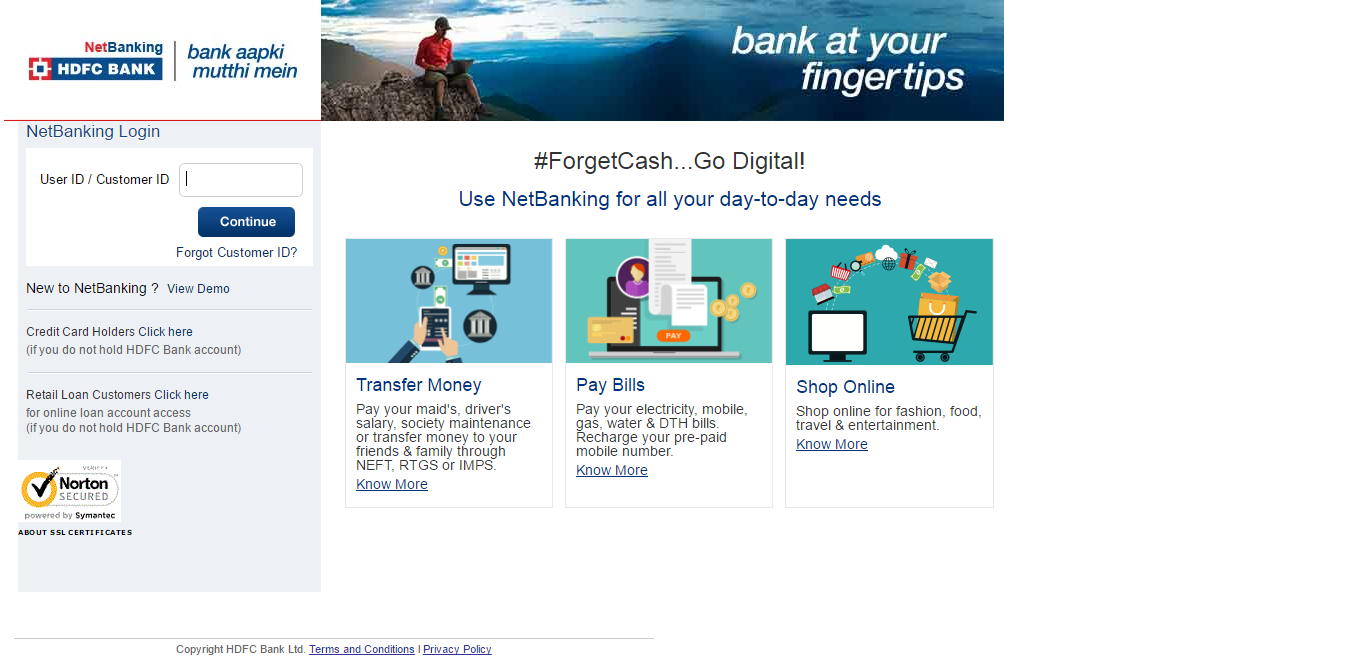 NetBanking
HDFC BANK
bank aapki
mutthi mein
bank at your
fingertips
NetBanking Login
User ID / Customer ID
Continue
Forgot Customer ID?
New to NetBanking ? View Demo
Credit Card Holders Click here
(if you do not hold HDFC Bank account)
Retail Loan Customers Click here
for online loan account access
(if you do not hold HDFC Bank account)
VERIFY
Norton
SECURED
powered by Symantec
ABOUT SSL CERTIFICATES
#ForgetCash...Go Digital!
Use NetBanking for all your day-to-day needs
Transfer Money
Pay your maid's, driver's
salary, society maintenance
or transfer money to your
friends & family through
NEFT, RTGS or IMPS.
Know More
PAY
Pay Bills
Pay your electricity, mobile,
gas, water & DTH bills.
Recharge your pre-paid
mobile number.
Know More
Shop Online
Shop online for fashion, food,
travel & entertainment.
Know More
Copyright HDFC Bank Ltd. Terms and Conditions | Privacy Policy